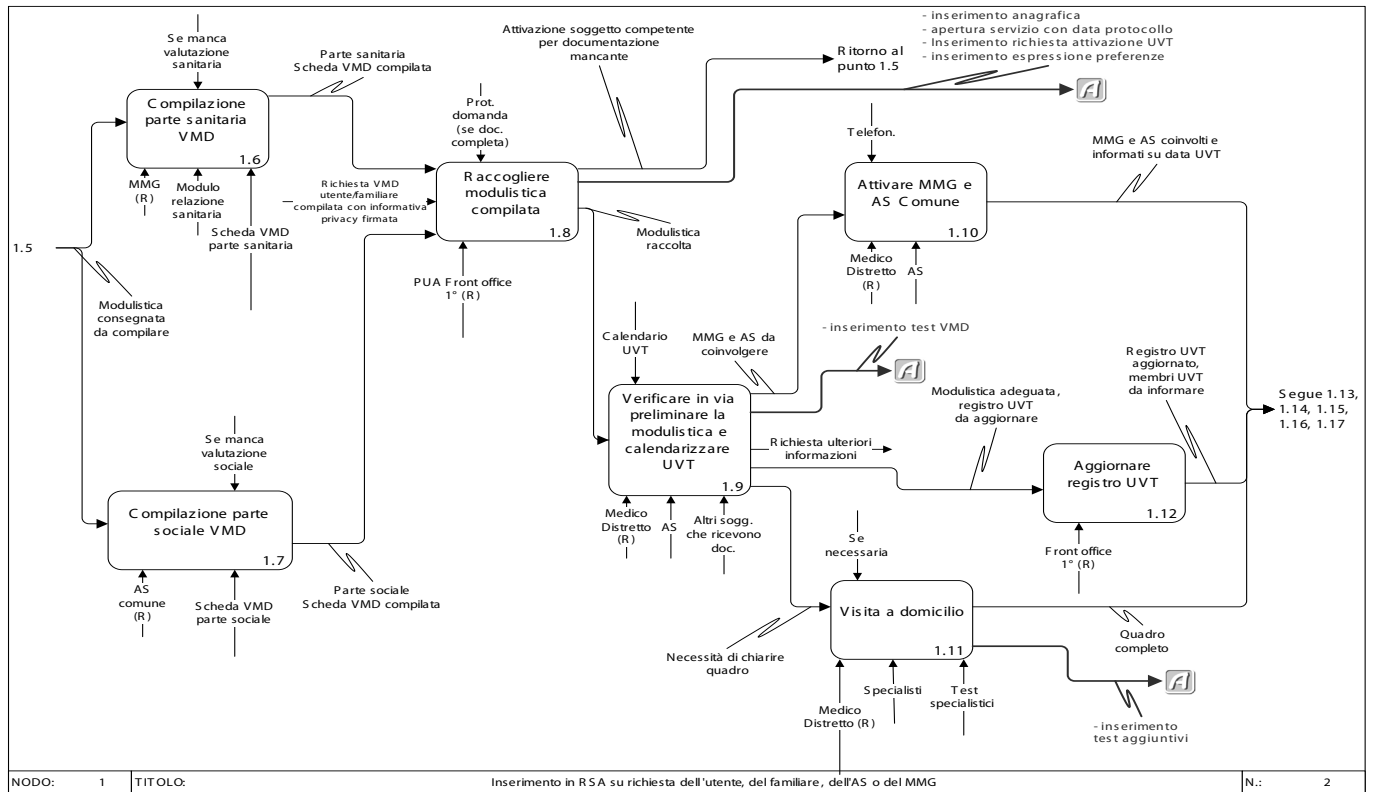 - inserimento anagrafica
- apertura servizio con data protocollo
- Inserimento richiesta attivazione UVT
- inserimento espressione preferenze
Se manca
valutazione
sanitaria
Parte sanitaria
Scheda VMD compilata
Attivazione soggetto competente
per documentazione
mancante
Ritorno al
punto 1.5
A
Compilazione
parte sanitaria
VMD
1.6
Prot.
domanda
(se doc.
completa)
Telefon.
MMG e AS coinvolti e
informati su data UVT
MMG
(R)
Modulo
relazione
sanitaria
Scheda VMD
parte sanitaria
Richiesta VMD
utente/familiare
compilata con informativa
privacy firmata
Raccogliere
modulistica
compilata
1.8
Attivare MMG e
AS Comune
1.10
1.5
Modulistica
consegnata
da compilare
PUA Front office
1° (R)
Modulistica
raccolta
Medico
Distretto
(R)
AS
Calendario
UVT
MMG e AS da
coinvolgere
- inserimento test VMD
A
Verificare in via
preliminare la
modulistica e
calendarizzare
UVT
1.9
Modulistica adeguata,
registro UVT
da aggiornare
Registro UVT
aggiornato,
membri UVT
da informare
Segue 1.13,
1.14, 1.15,
1.16, 1.17
Se manca
valutazione
sociale
Richiesta ulteriori
informazioni
Aggiornare
registro UVT
1.12
Compilazione parte
sociale VMD
1.7
Medico
Distretto
(R)
AS
Altri sogg.
che ricevono
doc.
Se
necessaria
Front office
1° (R)
AS
comune
(R)
Scheda VMD
parte sociale
Parte sociale
Scheda VMD compilata
Visita a domicilio
1.11
Necessità di chiarire
quadro
Quadro
completo
A
Medico
Distretto (R)
Specialisti
Test
specialistici
- inserimento
test aggiuntivi
NODO: 1 TITOLO: Inserimento in RSA su richiesta dell'utente, del familiare, dell'AS o del MMG N.: 2